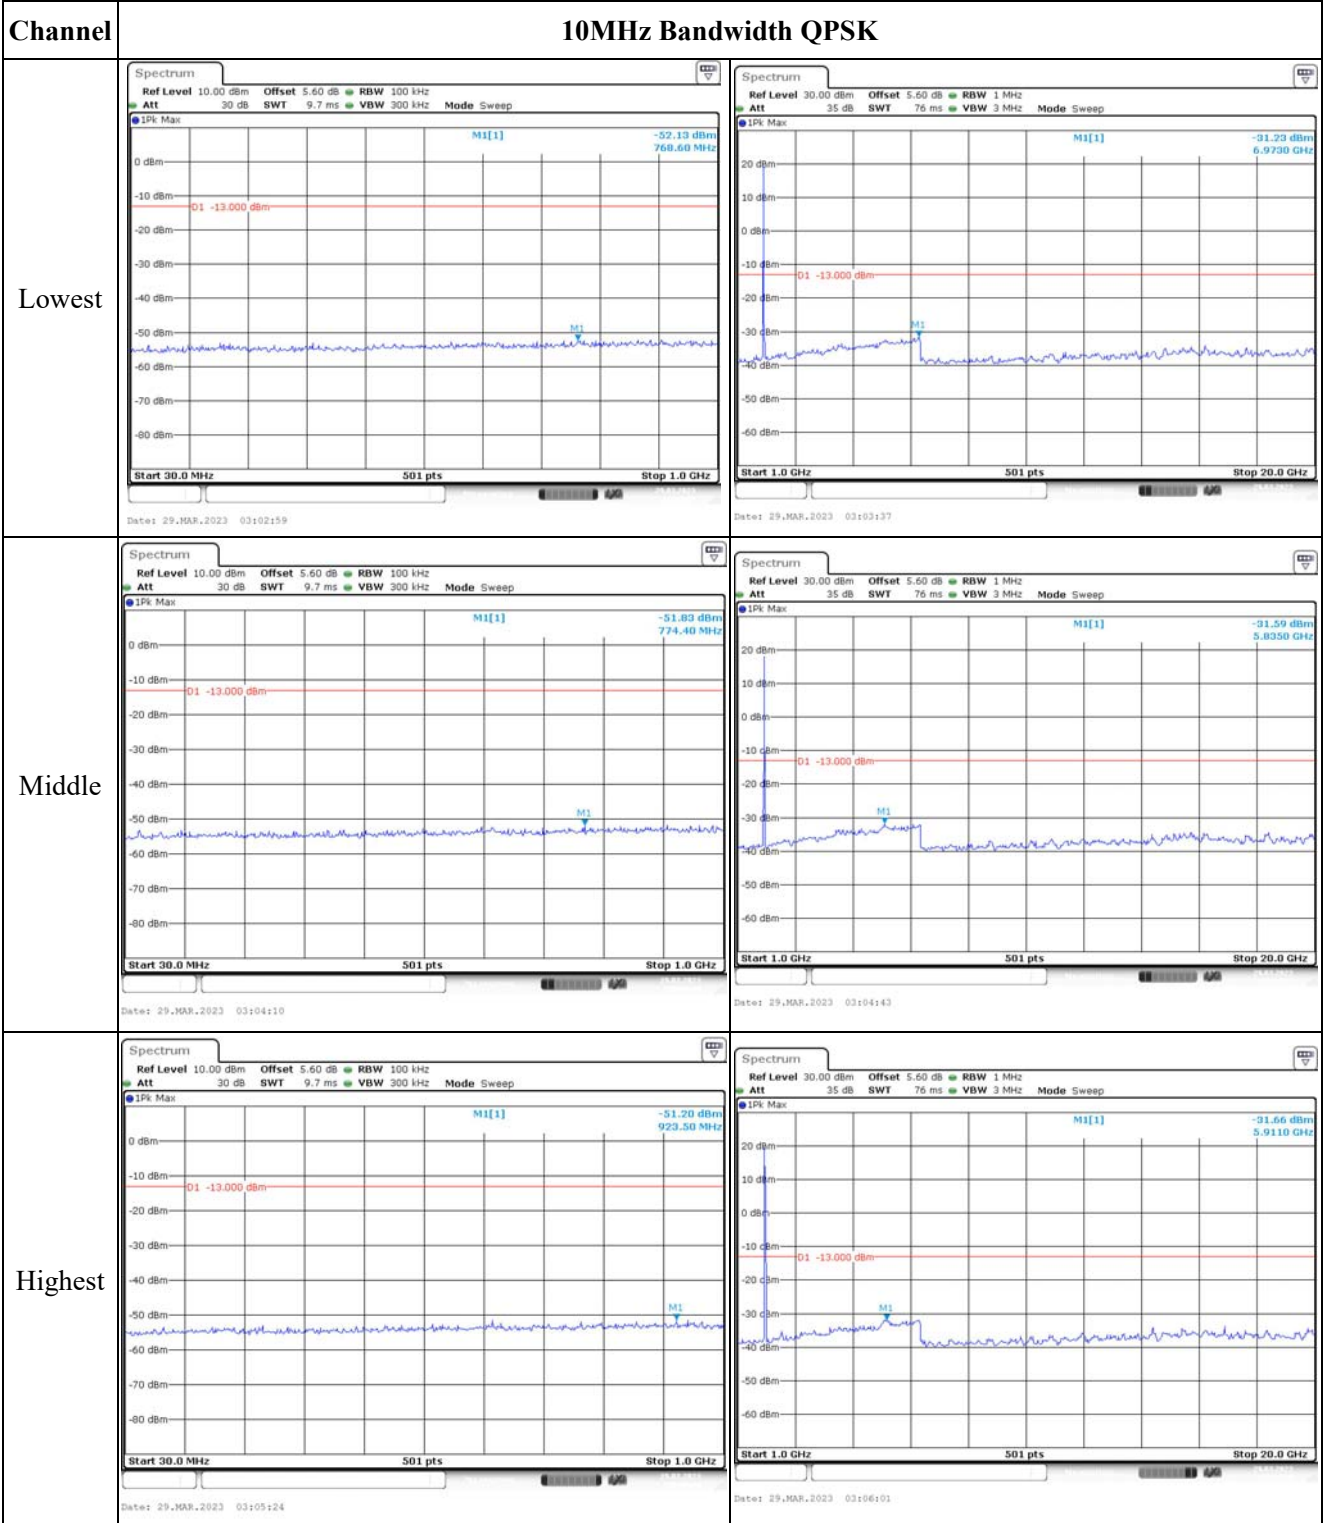 Channel 10MHz Bandwidth QPSK
Lowest
Spectrum
Ref Level 10.00 dBm Offset 5.60 dB RBW 100 kHz
Att 30 dB SWT 9.7 ms VBW 300 kHz Mode Sweep
1Pk Max
M1[1] -52.13 dBm
768.60 MHz
0 dBm
-10 dBm
D1 -13.000 dBm
-20 dBm
-30 dBm
-40 dBm
-50 dBm
M1
-60 dBm
-70 dBm
-80 dBm
Start 30.0 MHz 501 pts Stop 1.0 GHz
Date: 29.MAR.2023 03:02:59
Spectrum
Ref Level 30.00 dBm Offset 5.60 dB RBW 1 MHz
Att 35 dB SWT 76 ms VBW 3 MHz Mode Sweep
1Pk Max
M1[1] -31.23 dBm
6.9730 GHz
20 dBm
10 dBm
0 dBm
-10 dBm
D1 -13.000 dBm
-20 dBm
M1
-30 dBm
-40 dBm
-50 dBm
-60 dBm
Start 1.0 GHz 501 pts Stop 20.0 GHz
Date: 29.MAR.2023 03:03:37
Middle
Spectrum
Ref Level 10.00 dBm Offset 5.60 dB RBW 100 kHz
Att 30 dB SWT 9.7 ms VBW 300 kHz Mode Sweep
1Pk Max
M1[1] -51.83 dBm
774.40 MHz
0 dBm
-10 dBm
D1 -13.000 dBm
-20 dBm
-30 dBm
-40 dBm
M1
-50 dBm
-60 dBm
-70 dBm
-80 dBm
Start 30.0 MHz 501 pts Stop 1.0 GHz
Date: 29.MAR.2023 03:04:10
Spectrum
Ref Level 30.00 dBm Offset 5.60 dB RBW 1 MHz
Att 35 dB SWT 76 ms VBW 3 MHz Mode Sweep
1Pk Max
M1[1] -31.59 dBm
5.8350 GHz
20 dBm
10 dBm
0 dBm
-10 dBm
D1 -13.000 dBm
-20 dBm
M1
-30 dBm
-40 dBm
-50 dBm
-60 dBm
Start 1.0 GHz 501 pts Stop 20.0 GHz
Date: 29.MAR.2023 03:04:43
Highest
Spectrum
Ref Level 10.00 dBm Offset 5.60 dB RBW 100 kHz
Att 30 dB SWT 9.7 ms VBW 300 kHz Mode Sweep
1Pk Max
M1[1] -51.20 dBm
923.50 MHz
0 dBm
-10 dBm
D1 -13.000 dBm
-20 dBm
-30 dBm
-40 dBm
M1
-50 dBm
-60 dBm
-70 dBm
-80 dBm
Start 30.0 MHz 501 pts Stop 1.0 GHz
Date: 29.MAR.2023 03:05:24
Spectrum
Ref Level 30.00 dBm Offset 5.60 dB RBW 1 MHz
Att 35 dB SWT 76 ms VBW 3 MHz Mode Sweep
1Pk Max
M1[1] -31.66 dBm
5.9110 GHz
20 dBm
10 dBm
0 dBm
-10 dBm
D1 -13.000 dBm
-20 dBm
M1
-30 dBm
-40 dBm
-50 dBm
-60 dBm
Start 1.0 GHz 501 pts Stop 20.0 GHz
Date: 29.MAR.2023 03:06:01